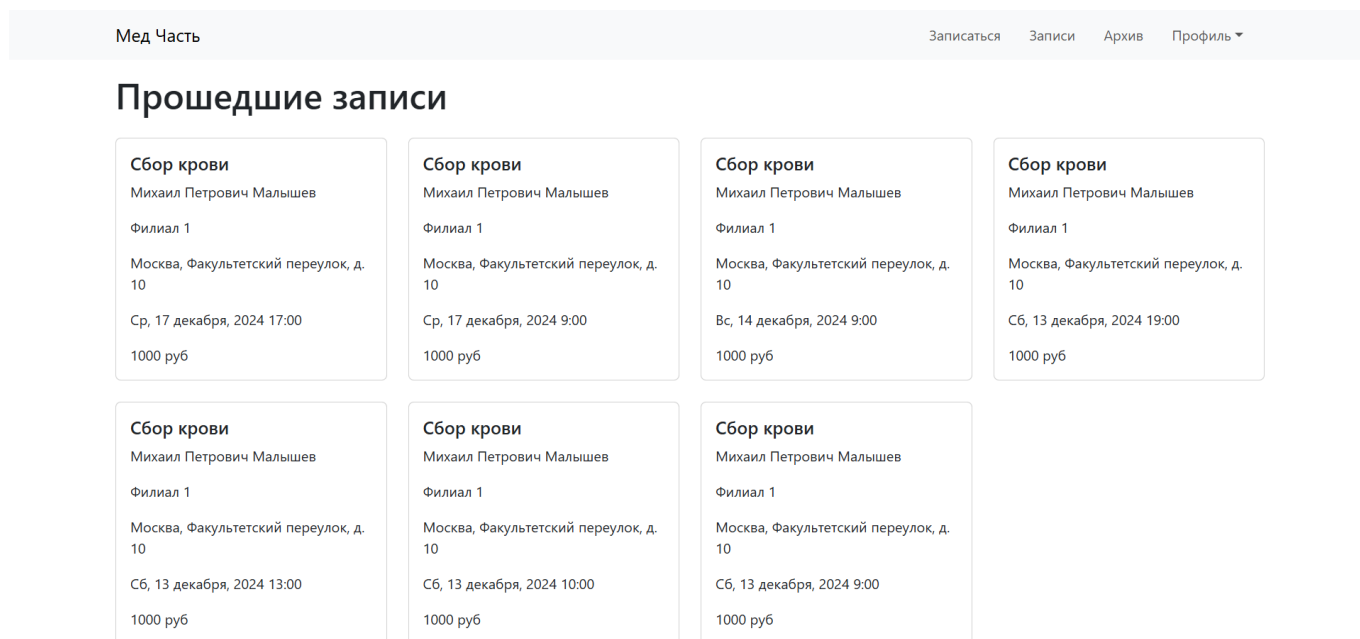 Мед Часть
Записаться
Записи
Архив
Профиль
Прошедшие записи
Сбор крови
Михаил Петрович Малышев
Филиал 1
Москва, Факультетский переулок, д.
10
Ср, 17 декабря, 2024 17:00
1000 руб
Сбор крови
Михаил Петрович Малышев
Филиал 1
Москва, Факультетский переулок, д.
10
Ср, 17 декабря, 2024 9:00
1000 руб
Сбор крови
Михаил Петрович Малышев
Филиал 1
Москва, Факультетский переулок, д.
10
Вс, 14 декабря, 2024 9:00
1000 руб
Сбор крови
Михаил Петрович Малышев
Филиал 1
Москва, Факультетский переулок, д.
10
Сб, 13 декабря, 2024 19:00
1000 руб
Сбор крови
Михаил Петрович Малышев
Филиал 1
Москва, Факультетский переулок, д.
10
Сб, 13 декабря, 2024 13:00
1000 руб
Сбор крови
Михаил Петрович Малышев
Филиал 1
Москва, Факультетский переулок, д.
10
Сб, 13 декабря, 2024 10:00
1000 руб
Сбор крови
Михаил Петрович Малышев
Филиал 1
Москва, Факультетский переулок, д.
10
Сб, 13 декабря, 2024 9:00
1000 руб